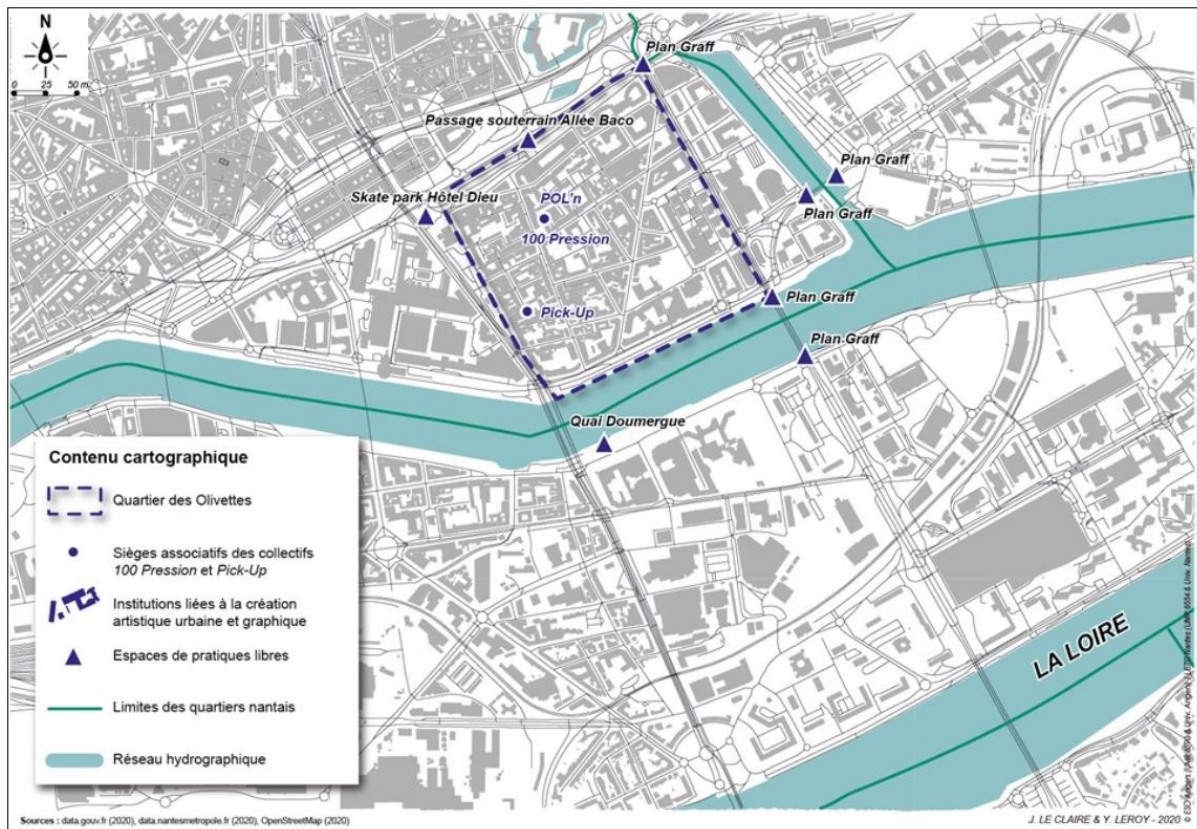 N
0 25 50 m.
Plan Graff
Passage souterrain Allée Baco
Plan Graff
Skate park Hôtel Dieu
POL'n
Plan Graff
100 Pression
Plan Graff
Pick-Up
Plan Graff
Quai Doumergue
LA LOIRE
Contenu cartographique
Quartier des Olivettes
Sièges associatifs des collectifs
100 Pression et Pick-Up
Institutions liées à la création
artistique urbaine et graphique
Espaces de pratiques libres
Limites des quartiers nantais
Réseau hydrographique
Sources : data.gouv.fr (2020), data.nantesmetropole.fr (2020), OpenStreetMap (2020)
J. LE CLAIRE & Y. LEROY - 2020